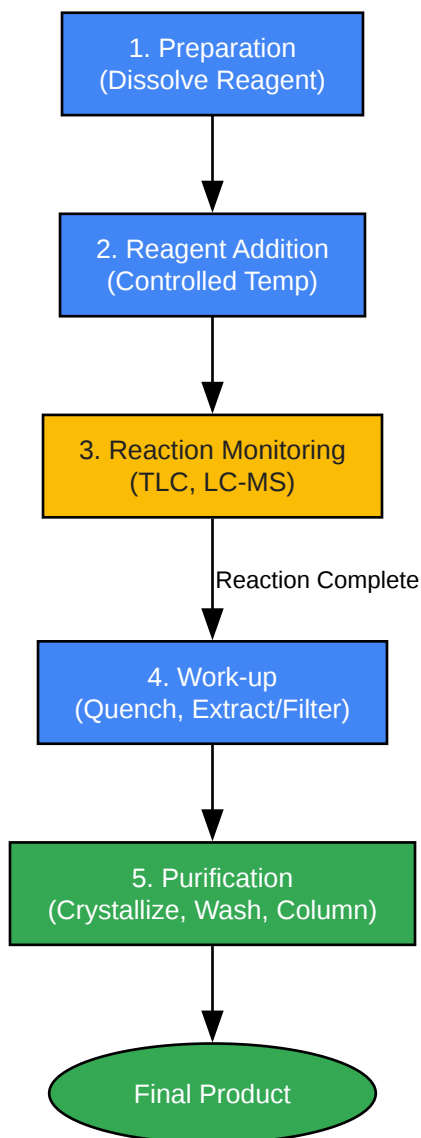 1. Preparation
(Dissolve Reagent)
2. Reagent Addition
(Controlled Temp)
3. Reaction Monitoring
(TLC, LC-MS)
Reaction Complete
4. Work-up
(Quench, Extract/Filter)
5. Purification
(Crystallize, Wash, Column)
Final Product